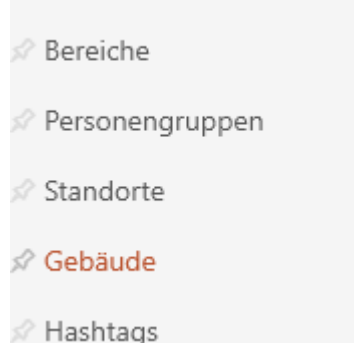 Bereiche
Personengruppen
Standorte
Gebäude
Hashtags